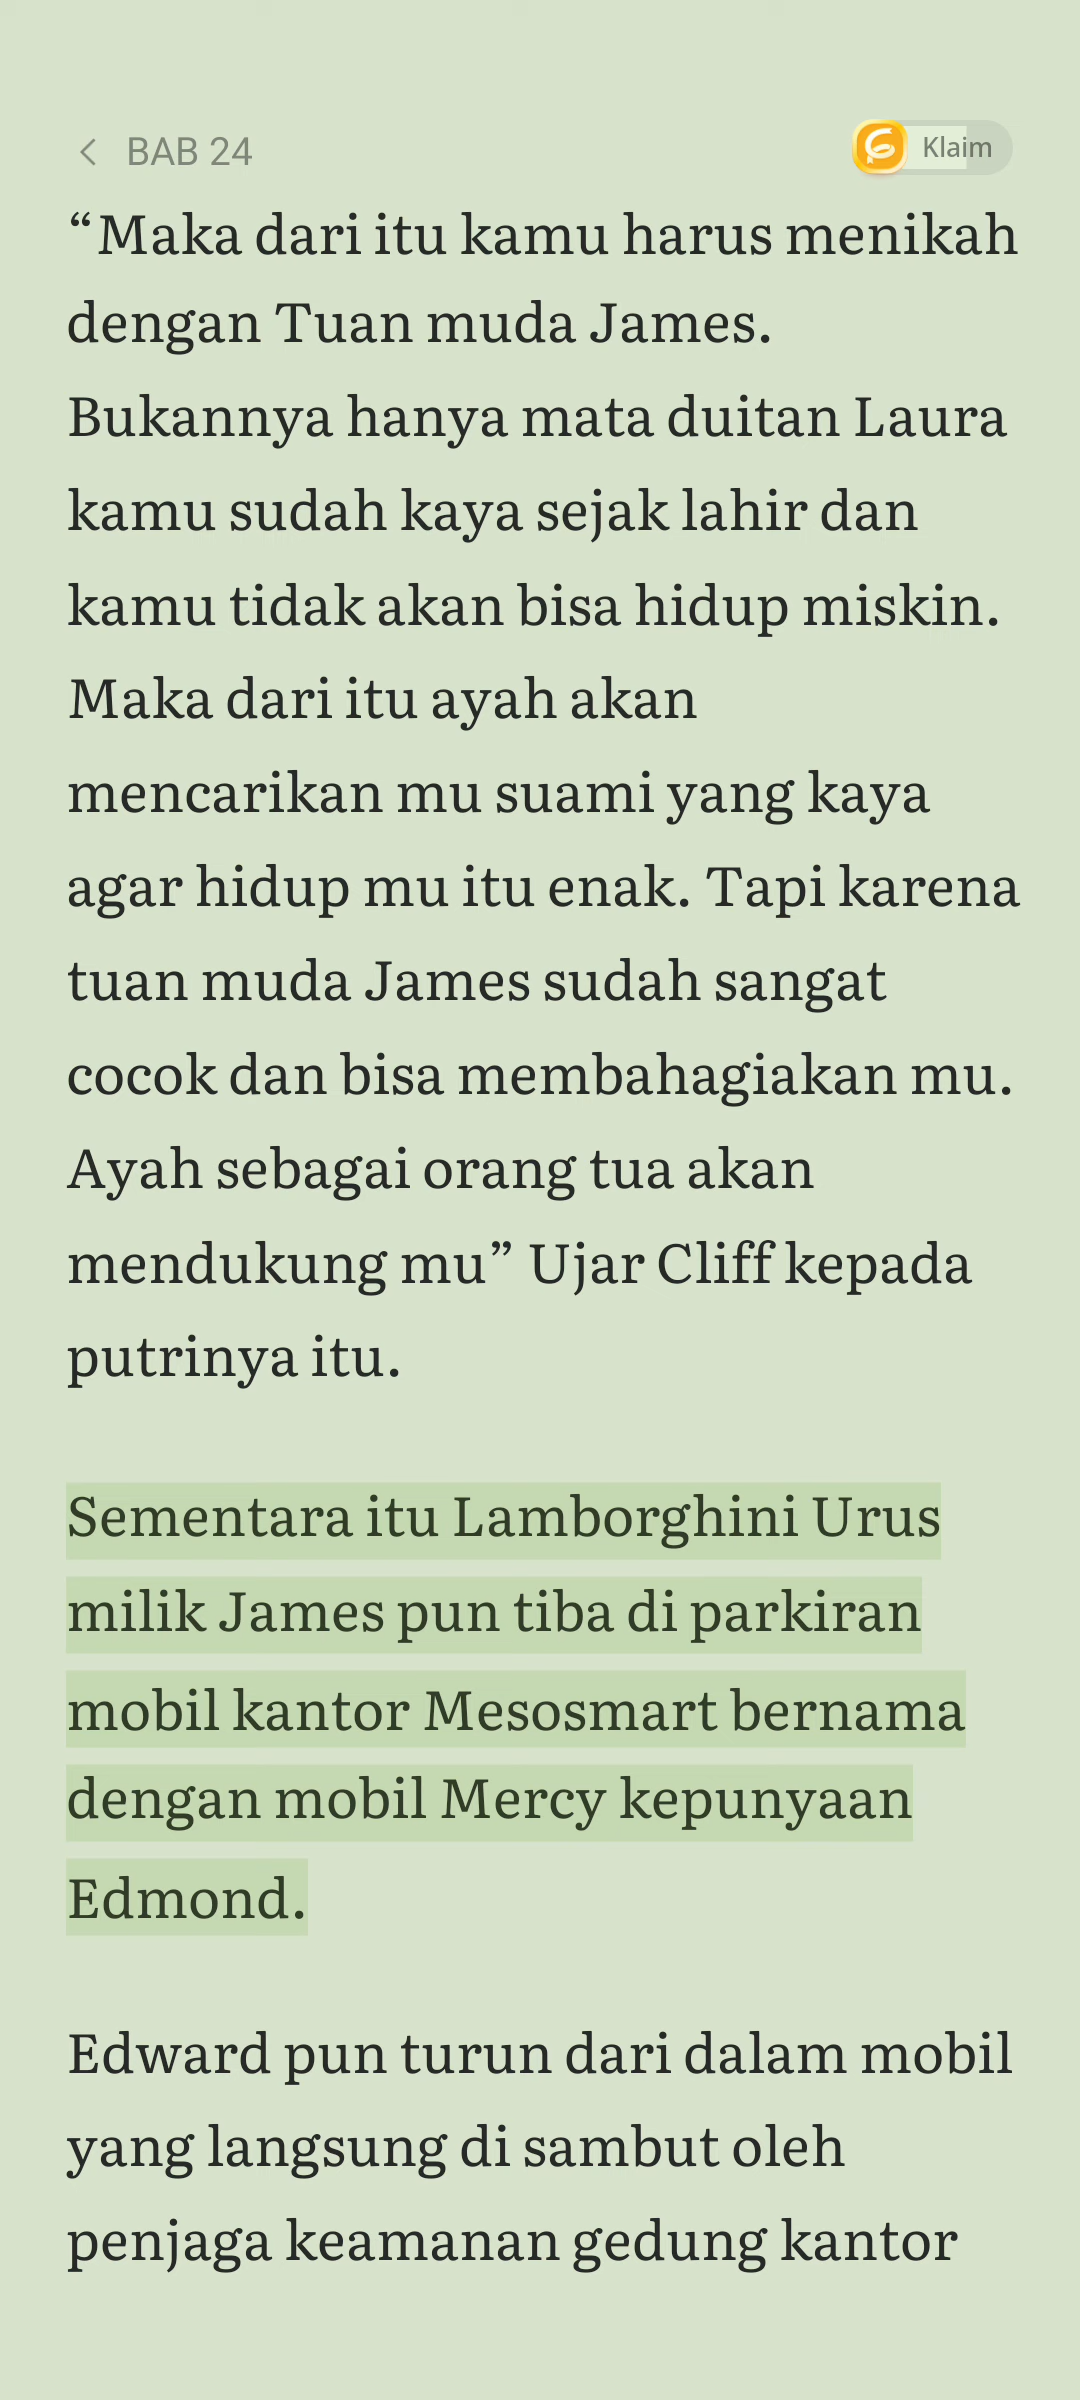 BAB 24
Klaim
“Maka dari itu kamu harus menikah
dengan Tuan muda James.
Bukannya hanya mata duitan Laura
kamu sudah kaya sejak lahir dan
kamu tidak akan bisa hidup miskin.
Maka dari itu ayah akan
mencarikan mu suami yang kaya
agar hidup mu itu enak. Tapi karena
tuan muda James sudah sangat
cocok dan bisa membahagiakan mu.
Ayah sebagai orang tua akan
mendukung mu” Ujar Cliff kepada
putrinya itu.
Sementara itu Lamborghini Urus
milik James pun tiba di parkiran
mobil kantor Mesosmart bernama
dengan mobil Mercy kepunyaan
Edmond.
Edward pun turun dari dalam mobil
yang langsung di sambut oleh
penjaga keamanan gedung kantor